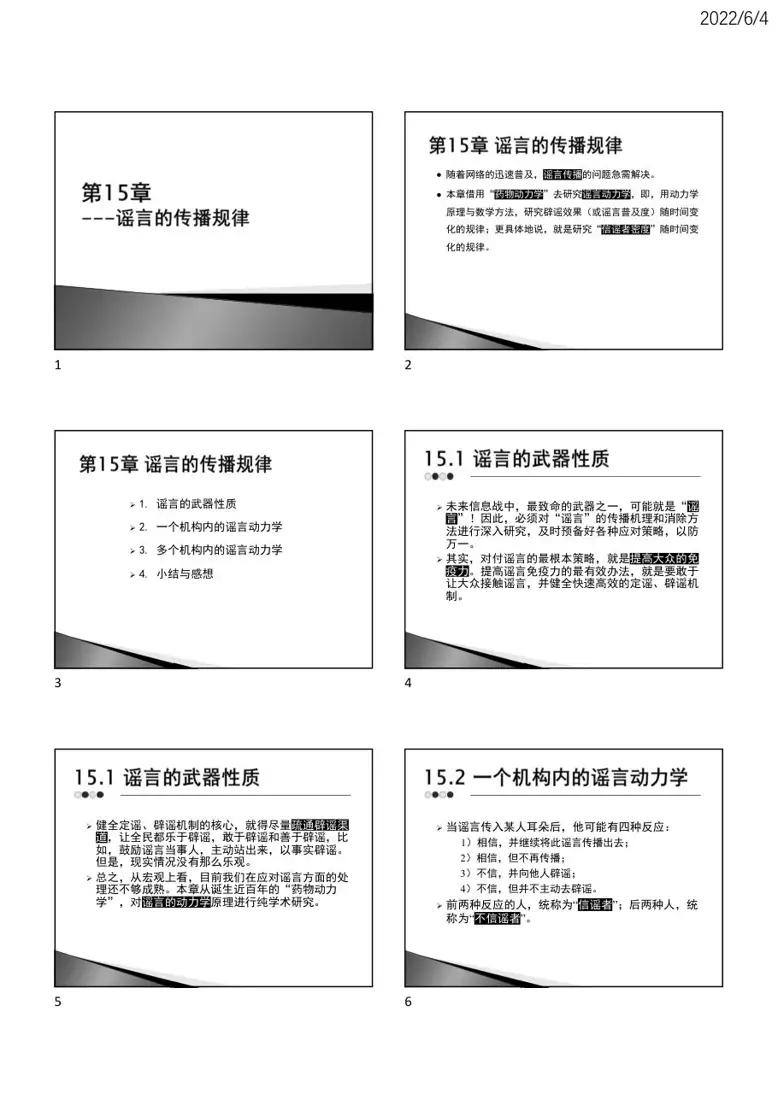 2022/6/4
第15章
---谣言的传播规律
1
第15章 谣言的传播规律
● 随着网络的迅速普及，谣言传播的问题急需解决。
● 本章借用“药物动力学”去研究谣言动力学，即，用动力学
原理与数学方法，研究辟谣效果（或谣言普及度）随时间变
化的规律；更具体地说，就是研究“信谣者密度”随时间变
化的规律。
2
第15章 谣言的传播规律
➢ 1. 谣言的武器性质
➢ 2. 一个机构内的谣言动力学
➢ 3. 多个机构内的谣言动力学
➢ 4. 小结与感想
3
15.1 谣言的武器性质
➢ 未来信息战中，最致命的武器之一，可能就是“谣
言”！因此，必须对“谣言”的传播机理和消除方
法进行深入研究，及时预备好各种应对策略，以防
万一。
➢ 其实，对付谣言的最根本策略，就是提高大众的免
疫力。提高谣言免疫力的最有效办法，就是要敢于
让大众接触谣言，并健全快速高效的定谣、辟谣机
制。
4
15.1 谣言的武器性质
➢ 健全定谣、辟谣机制的核心，就得尽量疏通辟谣渠
道，让全民都乐于辟谣，敢于辟谣和善于辟谣，比
如，鼓励谣言当事人，主动站出来，以事实辟谣。
但是，现实情况没有那么乐观。
➢ 总之，从宏观上看，目前我们在应对谣言方面的处
理还不够成熟。本章从诞生近百年的“药物动力
学”，对谣言的动力学原理进行纯学术研究。
5
15.2 一个机构内的谣言动力学
➢ 当谣言传入某人耳朵后，他可能有四种反应：
1）相信，并继续将此谣言传播出去；
2）相信，但不再传播；
3）不信，并向他人辟谣；
4）不信，但并不主动去辟谣。
➢ 前两种反应的人，统称为“信谣者”；后两种人，统
称为“不信谣者”。
6